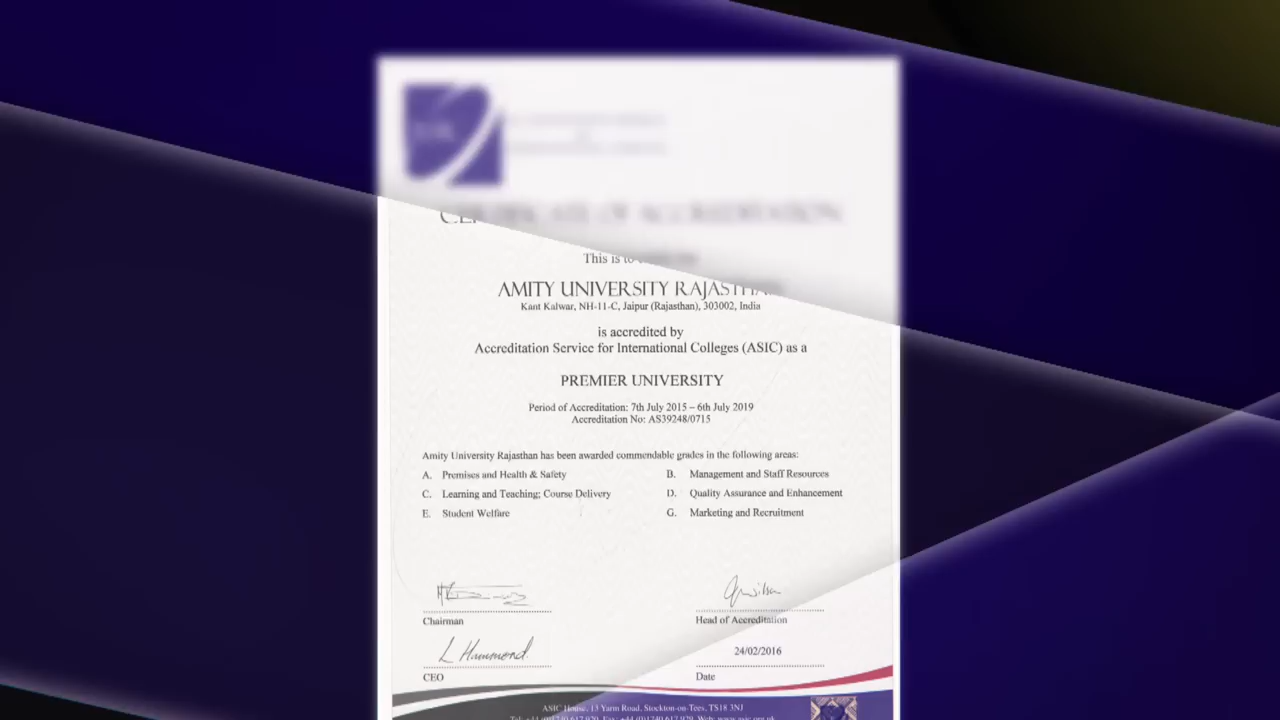 CERTIFICATE OF ACCREDITATION
This is to
AMITY UNIVERSITY RAJASTHAN
Kant Kalwar, NH-11-C, Jaipur (Rajasthan), 303002, India
is accredited by
Accreditation Service for International Colleges (ASIC) as a
PREMIER UNIVERSITY
Period of Accreditation: 7th July 2015 – 6th July 2019
Accreditation No: AS39248/0715
Amity University Rajasthan has been awarded commendable grades in the following areas:
A. Premises and Health & Safety
B. Management and Staff Resources
C. Learning and Teaching; Course Delivery
D. Quality Assurance and Enhancement
E. Student Welfare
G. Marketing and Recruitment
Chairman
Head of Accreditation
L Hammond.
24/02/2016
CEO
Date
ASIC House, 13 Yarm Road, Stockton-on-Tees, TS18 3NJ